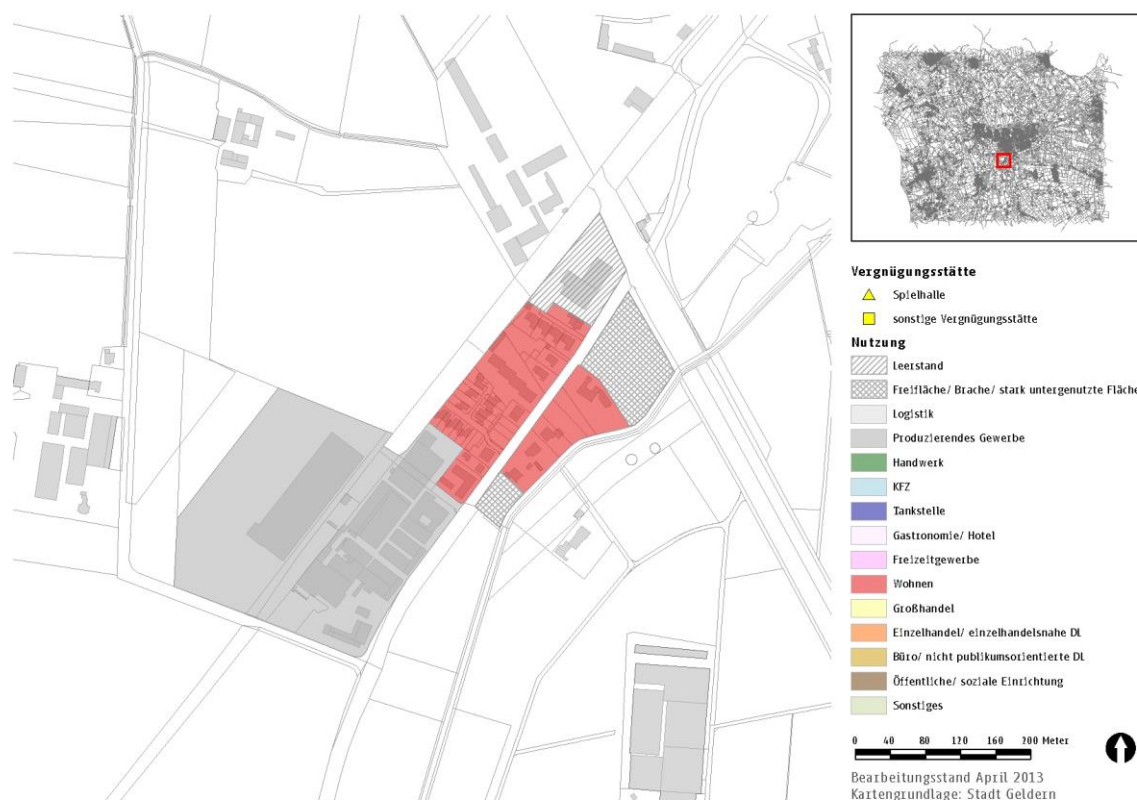 Vergnügungsstätte
Spielhalle
sonstige Vergnügungsstätte
Nutzung
Leerstand
Freifläche/ Brache/ stark untergenutzte Fläche
Logistik
Produzierendes Gewerbe
Handwerk
KFZ
Tankstelle
Gastronomie/ Hotel
Freizeitgewerbe
Wohnen
Großhandel
Einzelhandel/ einzelhandelsnahe DL
Büro/ nicht publikumsorientierte DL
Öffentliche/ soziale Einrichtung
Sonstiges
0 40 80 120 160 200 Meter
Bearbeitungsstand April 2013
Kartengrundlage: Stadt Geldern